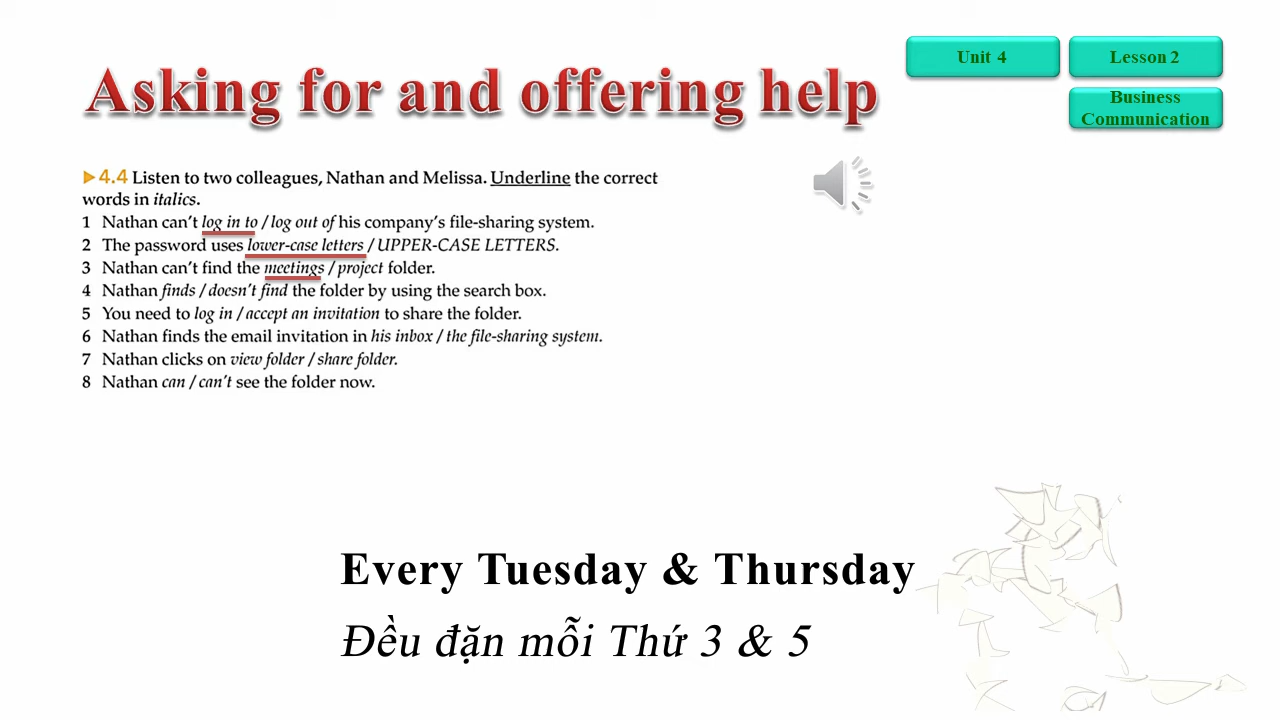 Unit 4
Lesson 2
Asking for and offering help
Business
Communication
▶4.4 Listen to two colleagues, Nathan and Melissa. Underline the correct
words in italics.
1 Nathan can't log in to / log out of his company's file-sharing system.
2 The password uses lower-case letters / UPPER-CASE LETTERS.
3 Nathan can't find the meetings / project folder.
4 Nathan finds / doesn't find the folder by using the search box.
5 You need to log in / accept an invitation to share the folder.
6 Nathan finds the email invitation in his inbox / the file-sharing system.
7 Nathan clicks on view folder / share folder.
8 Nathan can / can't see the folder now.
Every Tuesday & Thursday
Đều đặn mỗi Thứ 3 & 5